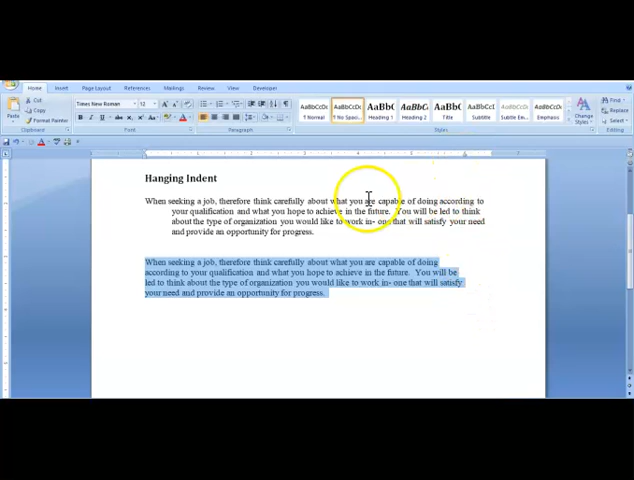 Home Insert Page Layout References Mailings Review View Developer
Cut
Copy
Format Painter
Paste
Clipboard
Times New Roman 12
Font
Paragraph
AaBbCcDc AaBbCcDc AaBbC AaBbCc AaBbC AaBbCcI AaBbCcDc AaBbCcDc
¶ Normal ¶ No Spaci... Heading 1 Heading 2 Title Subtitle Subtle Em... Emphasis
Change Styles
Styles
Find
Replace
Select
Editing
Hanging Indent
When seeking a job, therefore think carefully about what you are capable of doing according to
your qualification and what you hope to achieve in the future. You will be led to think
about the type of organization you would like to work in- one that will satisfy your need
and provide an opportunity for progress.
When seeking a job, therefore think carefully about what you are capable of doing
according to your qualification and what you hope to achieve in the future. You will be
led to think about the type of organization you would like to work in- one that will satisfy
your need and provide an opportunity for progress.